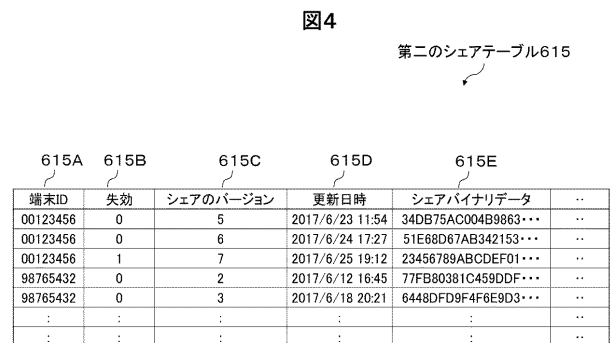 図4
第二のシェアテーブル615
615A 615B 615C 615D 615E
端末ID 失効 シェアのバージョン 更新日時 シェアバイナリデータ ‥
00123456 0 5 2017/6/23 11:54 34DB75AC004B9863・・・ ‥
00123456 0 6 2017/6/24 17:27 51E68D67AB342153・・・ ‥
00123456 1 7 2017/6/25 19:12 23456789ABCDEF01・・・ ‥
98765432 0 2 2017/6/12 16:45 77FB80381C459DDF・・・ ‥
98765432 0 3 2017/6/18 20:21 6448DFD9F4F6E9D3・・・ ‥
: : : : : ‥
: : : : : ‥